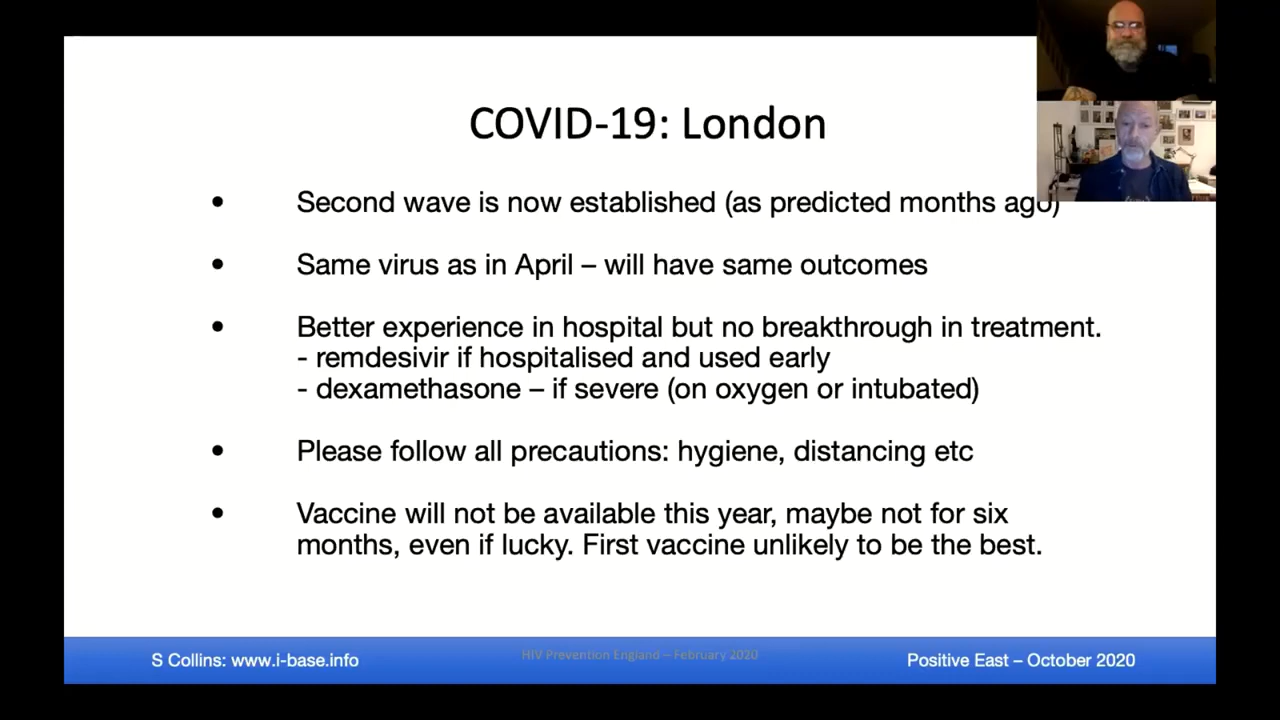 COVID-19: London
• Second wave is now established (as predicted months ago)
• Same virus as in April – will have same outcomes
• Better experience in hospital but no breakthrough in treatment.
- remdesivir if hospitalised and used early
- dexamethasone – if severe (on oxygen or intubated)
• Please follow all precautions: hygiene, distancing etc
• Vaccine will not be available this year, maybe not for six
months, even if lucky. First vaccine unlikely to be the best.
S Collins: www.i-base.info
HIV Prevention England – February 2020
Positive East – October 2020